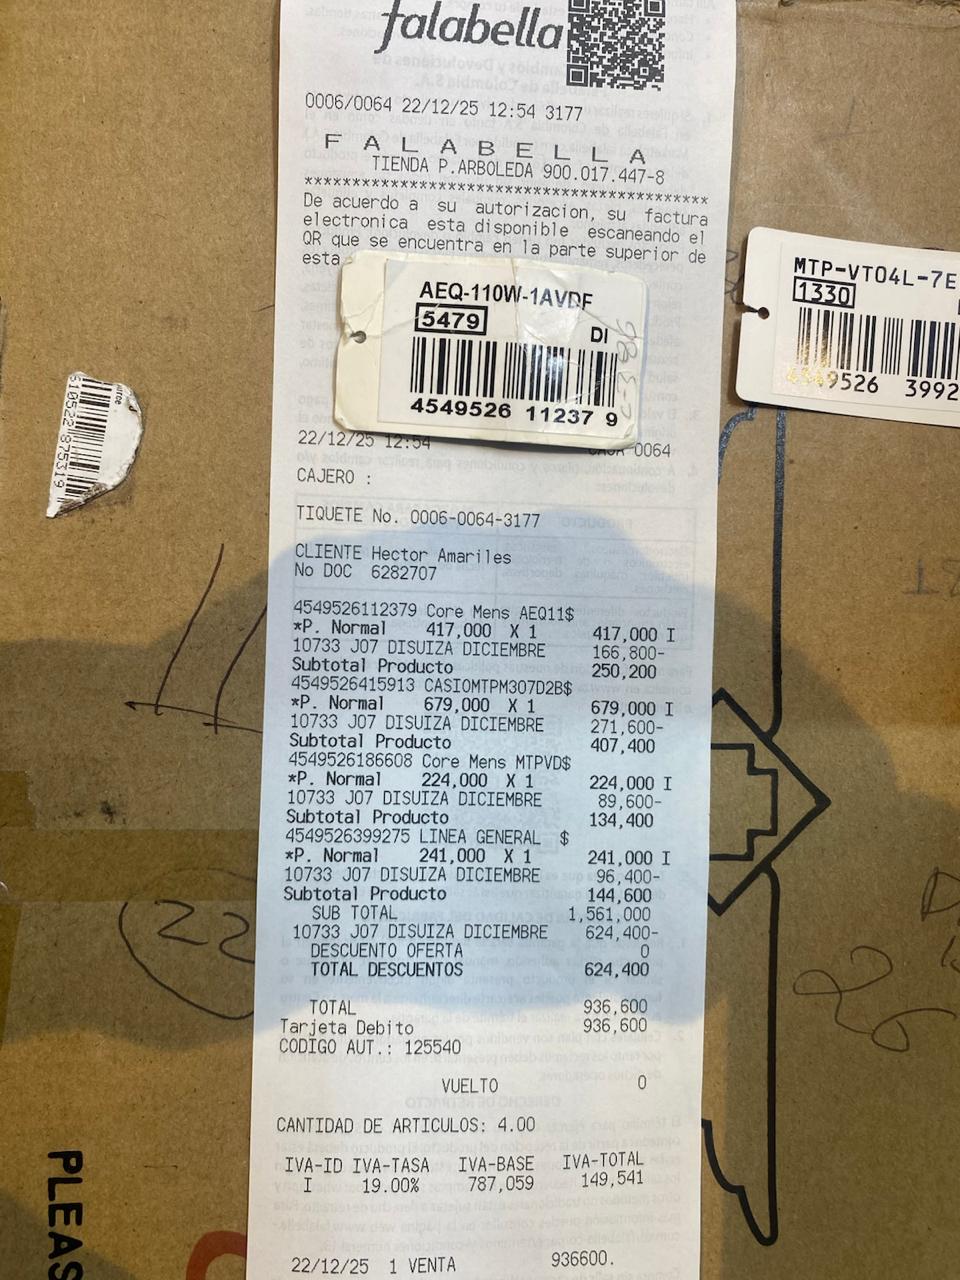 falabella
0006/0064 22/12/25 12:54 3177
F A L A B E L L A
TIENDA P.ARBOLEDA 900.017.447-8
******************************************
De acuerdo a su autorizacion, su factura
electronica esta disponible escaneando el
QR que se encuentra en la parte superior de
esta
AEQ-110W-1AVDF
5479
DI
4549526 11237 9
MTP-VT04L-7E
1330
4549526 3992
22/12/25 12:54
0064
CAJERO :
TIQUETE No. 0006-0064-3177
CLIENTE Hector Amariles
No DOC 6282707
4549526112379 Core Mens AEQ11$
*P. Normal 417,000 X 1 417,000 I
10733 J07 DISUIZA DICIEMBRE 166,800-
Subtotal Producto 250,200
4549526415913 CASIOMTPM307D2B$
*P. Normal 679,000 X 1 679,000 I
10733 J07 DISUIZA DICIEMBRE 271,600-
Subtotal Producto 407,400
4549526186608 Core Mens MTPVD$
*P. Normal 224,000 X 1 224,000 I
10733 J07 DISUIZA DICIEMBRE 89,600-
Subtotal Producto 134,400
4549526399275 LINEA GENERAL $
*P. Normal 241,000 X 1 241,000 I
10733 J07 DISUIZA DICIEMBRE 96,400-
Subtotal Producto 144,600
SUB TOTAL 1,561,000
10733 J07 DISUIZA DICIEMBRE 624,400-
DESCUENTO OFERTA 0
TOTAL DESCUENTOS 624,400
TOTAL 936,600
Tarjeta Debito 936,600
CODIGO AUT.: 125540
VUELTO 0
CANTIDAD DE ARTICULOS: 4.00
IVA-ID IVA-TASA IVA-BASE IVA-TOTAL
I 19.00% 787,059 149,541
22/12/25 1 VENTA 936600.
22
PLEAS